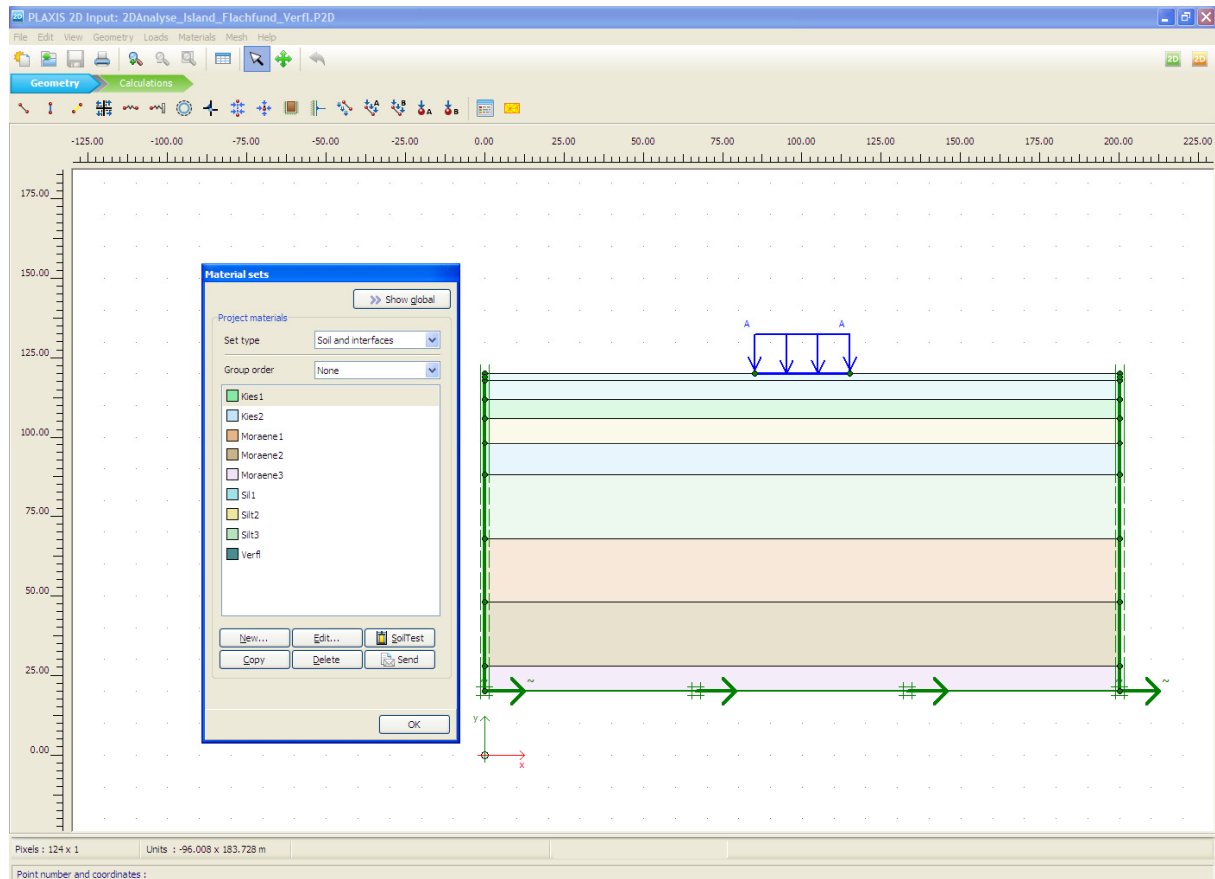 PLAXIS 2D Input: 2DAnalyse_Island_Flachfund_Verfl.P2D
File Edit View Geometry Loads Materials Mesh Help
2D 2D
Geometry Calculations
A B A B
-125.00 -100.00 -75.00 -50.00 -25.00 0.00 25.00 50.00 75.00 100.00 125.00 150.00 175.00 200.00 225.00
175.00
150.00
125.00
100.00
75.00
50.00
25.00
0.00
Material sets
>> Show global
Project materials
Set type Soil and interfaces
Group order None
Kies1
Kies2
Moraene1
Moraene2
Moraene3
Sil1
Silt2
Silt3
Verfl
New... Edit... SoilTest
Copy Delete Send
OK
A A
~ ~
y
x
Pixels : 124 x 1 Units : -96.008 x 183.728 m
Point number and coordinates :